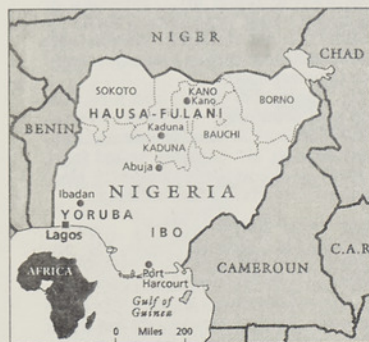 NIGER
CHAD
SOKOTO
KANO
Kano
BORNO
HAUSA-FULANI
BENIN
Kaduna
KADUNA
BAUCHI
Abuja
NIGERIA
Ibadan
YORUBA
Lagos
IBO
AFRICA
Port
Harcourt
CAMEROUN
C.A.R
Gulf of
Guinea
0 Miles 200